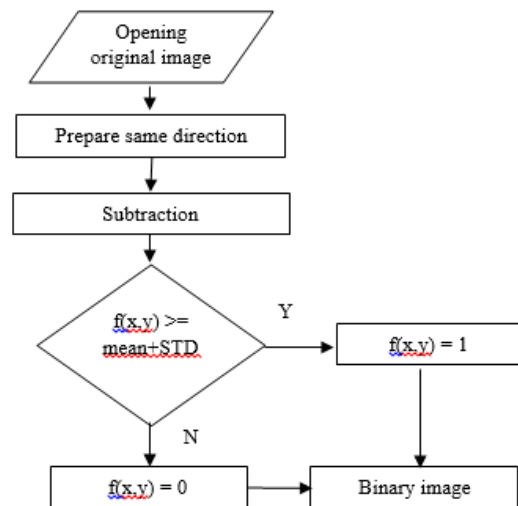 Opening
original image
Prepare same direction
Subtraction
f(x,y) >=
mean+STD
Y
f(x,y) = 1
N
f(x,y) = 0
Binary image